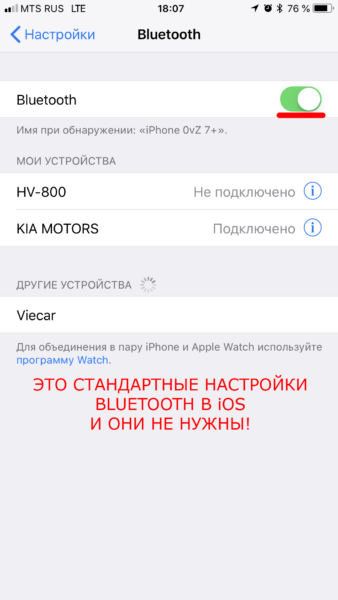 MTS RUS LTE 18:07 76 %
Настройки Bluetooth
Bluetooth
Имя при обнаружении: «iPhone 0vZ 7+».
МОИ УСТРОЙСТВА
HV-800 Не подключено
KIA MOTORS Подключено
ДРУГИЕ УСТРОЙСТВА
Viecar
Для объединения в пару iPhone и Apple Watch используйте
программу Watch.
ЭТО СТАНДАРТНЫЕ НАСТРОЙКИ
BLUETOOTH В iOS
И ОНИ НЕ НУЖНЫ!